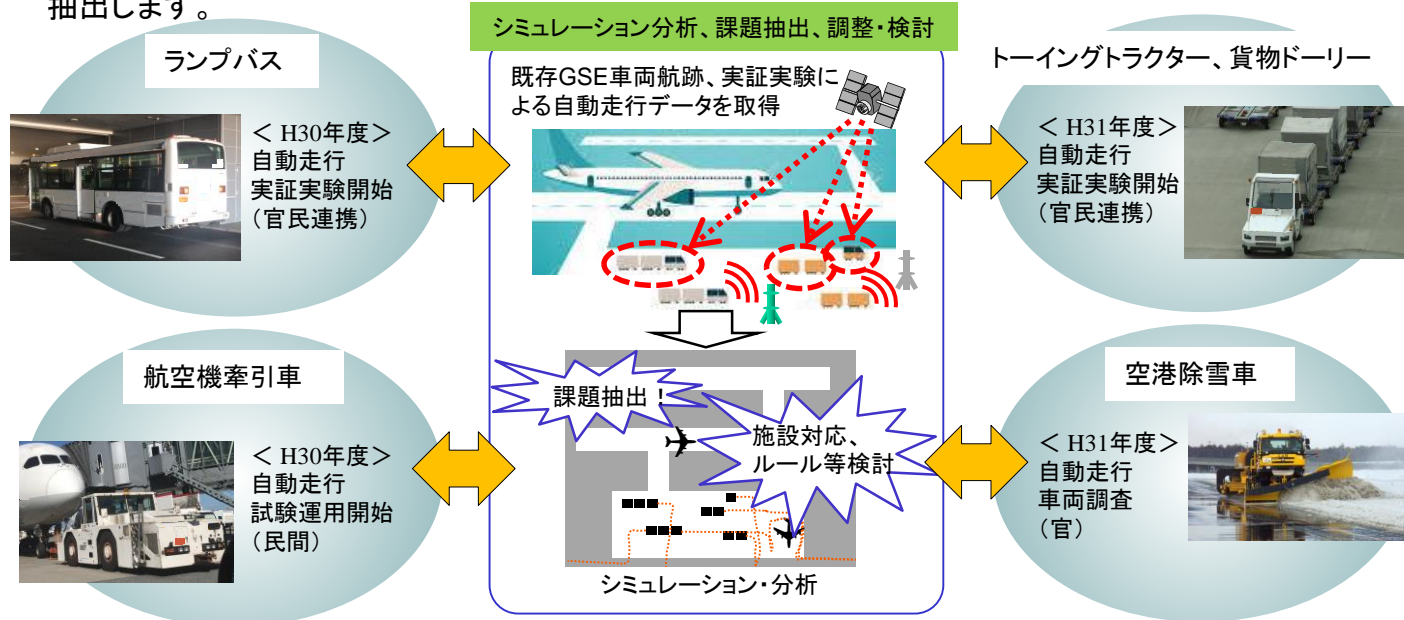 抽出します。
シミュレーション分析、課題抽出、調整・検討
ランプバス
＜ H30年度＞
自動走行
実証実験開始
（官民連携）
既存GSE車両航跡、実証実験に
よる自動走行データを取得
トーイングトラクター、貨物ドーリー
＜ H31年度＞
自動走行
実証実験開始
（官民連携）
航空機牽引車
＜ H30年度＞
自動走行
試験運用開始
（民間）
課題抽出！
施設対応、
ルール等検討
シミュレーション・分析
空港除雪車
＜ H31年度＞
自動走行
車両調査
（官）